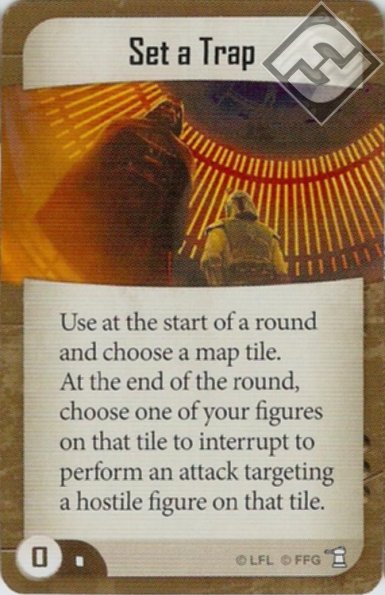 Set a Trap
Use at the start of a round
and choose a map tile.
At the end of the round,
choose one of your figures
on that tile to interrupt to
perform an attack targeting
a hostile figure on that tile.
0
© LFL © FFG